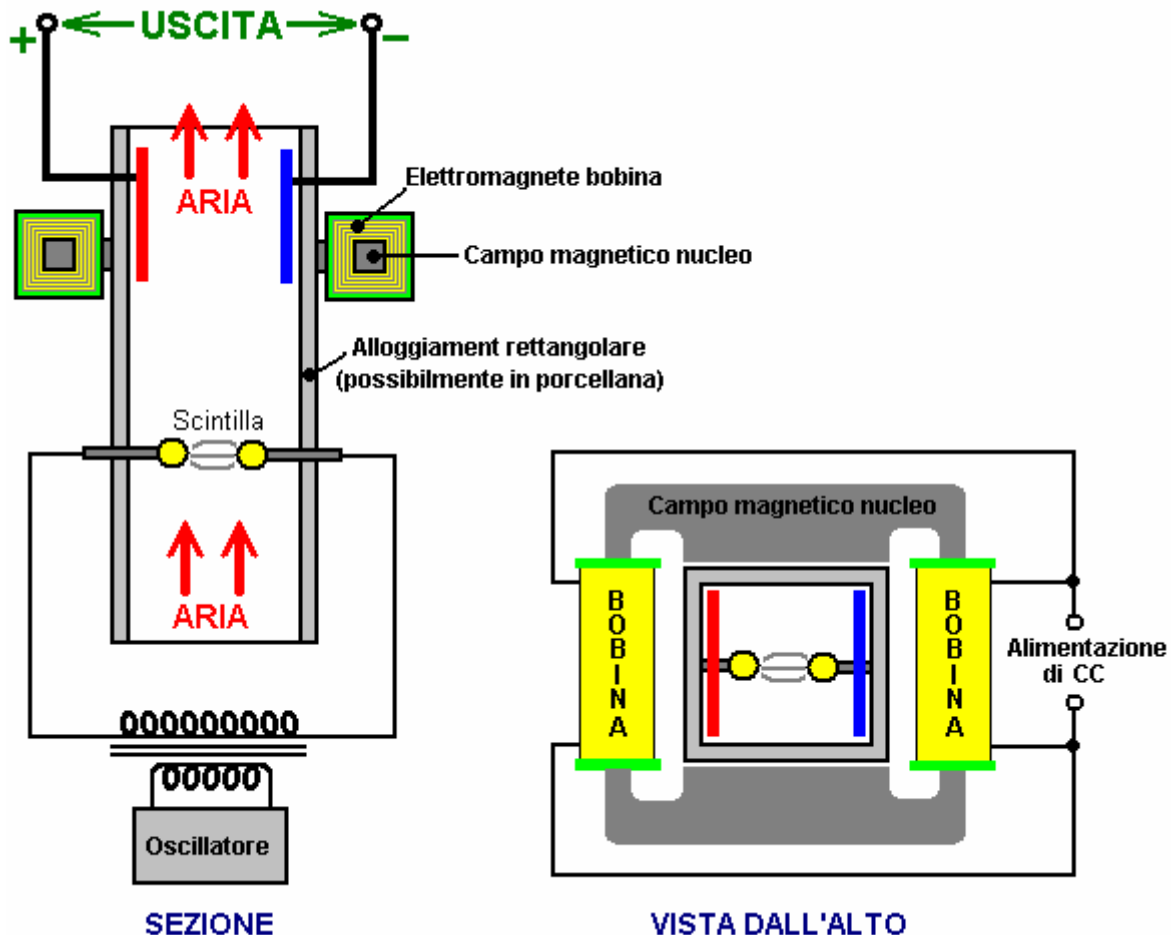 + USCITA –
ARIA
Elettromagnete bobina
Campo magnetico nucleo
Alloggiament rettangolare
(possibilmente in porcellana)
Scintilla
ARIA
Oscillatore
SEZIONE
Campo magnetico nucleo
BOBINA
BOBINA
Alimentazione
di CC
VISTA DALL'ALTO